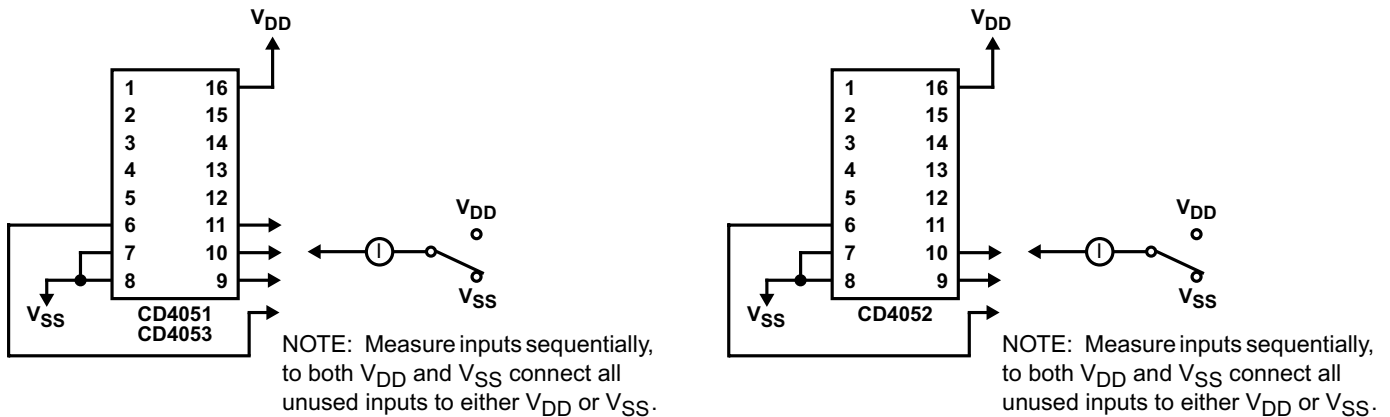 VDD
1 16
2 15
3 14
4 13
5 12
6 11
7 10
8 9
VSS
CD4051
CD4053
I
VDD
VSS
NOTE: Measure inputs sequentially,
to both VDD and VSS connect all
unused inputs to either VDD or VSS.
VDD
1 16
2 15
3 14
4 13
5 12
6 11
7 10
8 9
VSS
CD4052
I
VDD
VSS
NOTE: Measure inputs sequentially,
to both VDD and VSS connect all
unused inputs to either VDD or VSS.